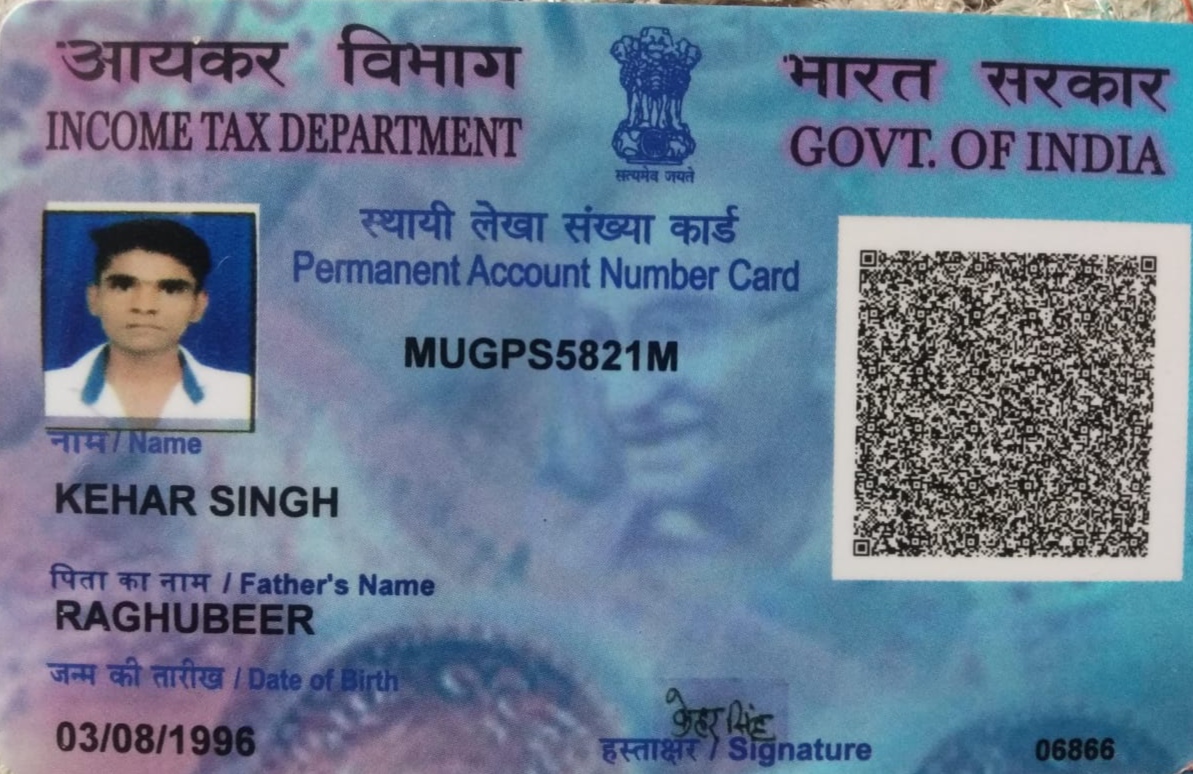 आयकर विभाग
INCOME TAX DEPARTMENT
सत्यमेव जयते
भारत सरकार
GOVT. OF INDIA
स्थायी लेखा संख्या कार्ड
Permanent Account Number Card
MUGPS5821M
नाम / Name
KEHAR SINGH
पिता का नाम / Father's Name
RAGHUBEER
जन्म की तारीख / Date of Birth
03/08/1996
केहर सिंह
हस्ताक्षर / Signature
06866